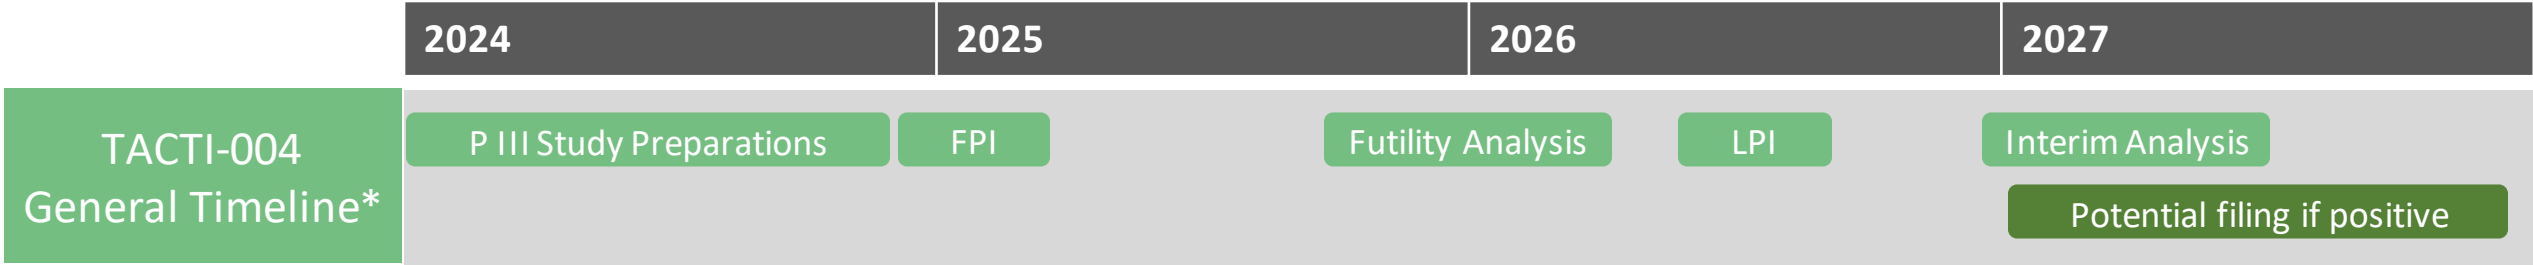 2024
2025
2026
2027
TACTI-004
General Timeline*
P III Study Preparations
FPI
Futility Analysis
LPI
Interim Analysis
Potential filing if positive